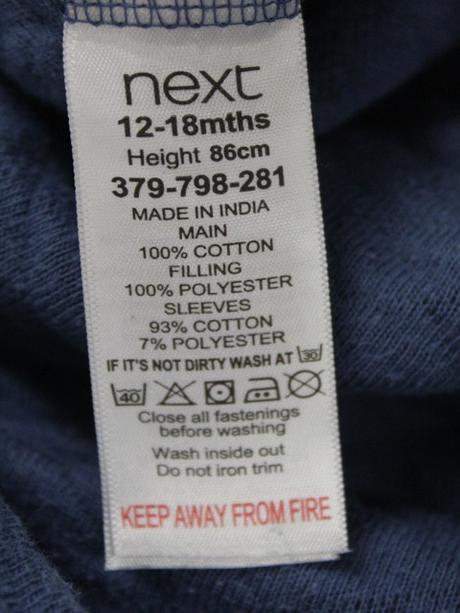 next
12-18mths
Height 86cm
379-798-281
MADE IN INDIA
MAIN
100% COTTON
FILLING
100% POLYESTER
SLEEVES
93% COTTON
7% POLYESTER
IF IT'S NOT DIRTY WASH AT 30
40
Close all fastenings
before washing
Wash inside out
Do not iron trim
KEEP AWAY FROM FIRE